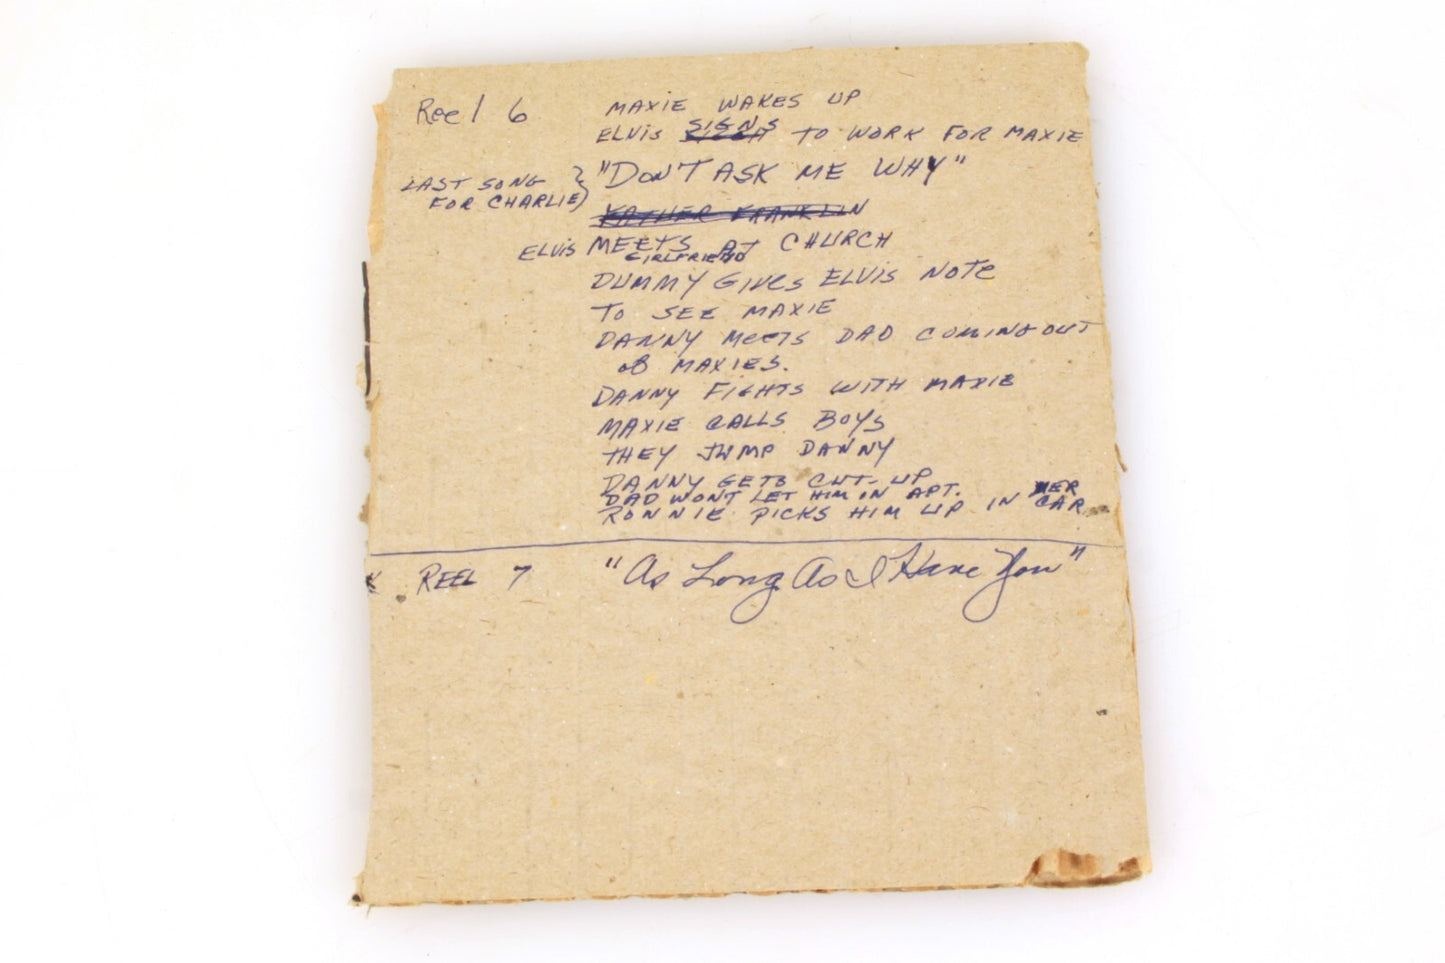 Reel 6 MAXIE WAKES UP
ELVIS SIGNS TO WORK FOR MAXIE
LAST SONG FOR CHARLIE} "DON'T ASK ME WHY"
FATHER FRANKLIN
ELVIS MEETS GIRLFRIEND AT CHURCH
DUMMY GIVES ELVIS NOTE
TO SEE MAXIE
DANNY MEETS DAD COMING OUT
OF MAXIES.
DANNY FIGHTS WITH MAXIE
MAXIE CALLS BOYS
THEY JUMP DANNY
DANNY GETS CUT-UP
DAD WONT LET HIM IN APT.
RONNIE PICKS HIM UP IN HER CAR
REEL 7 "As Long As I Have You"